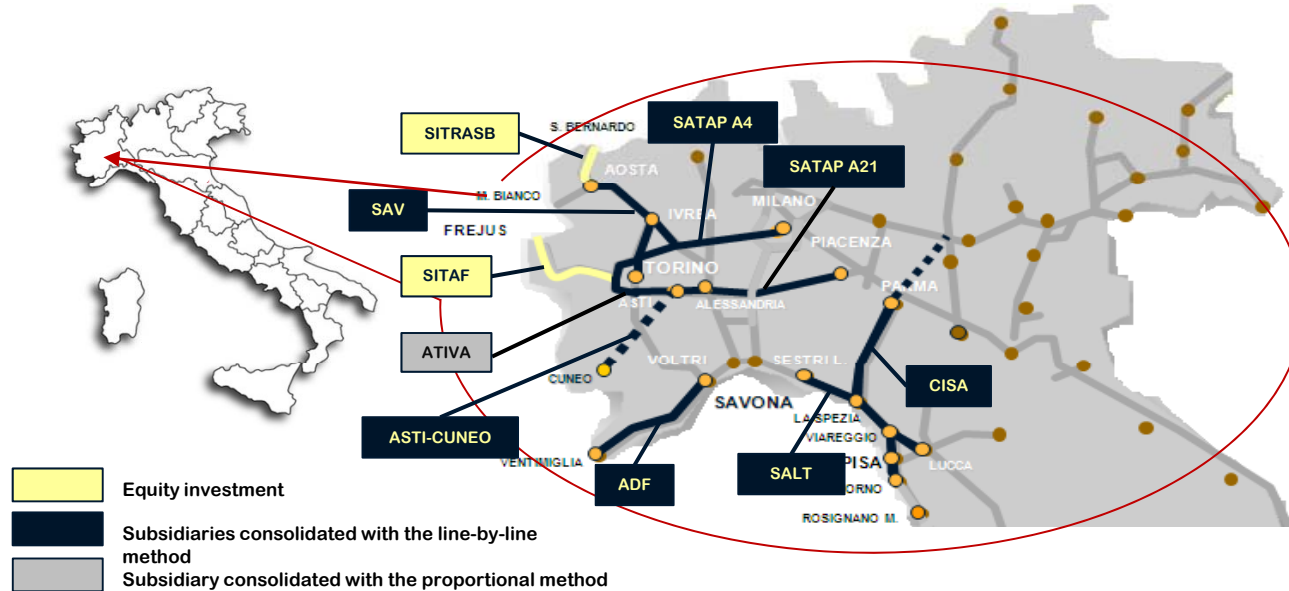 S. BERNARDO
SATAP A4
SITRASB
SATAP A21
AOSTA
M. BIANCO
SAV
IVREA
MILANO
FREJUS
PIACENZA
SITAF
TORINO
PARMA
ASTI
ALESSANDRIA
ATIVA
VOLTRI
SESTRI L.
CUNEO
CISA
SAVONA
LA SPEZIA
ASTI-CUNEO
VIAREGGIO
VENTIMIGLIA
ADF
SALT
PISA
LUCCA
ORNO
ROSIGNANO M.
Equity investment
Subsidiaries consolidated with the line-by-line
method
Subsidiary consolidated with the proportional method